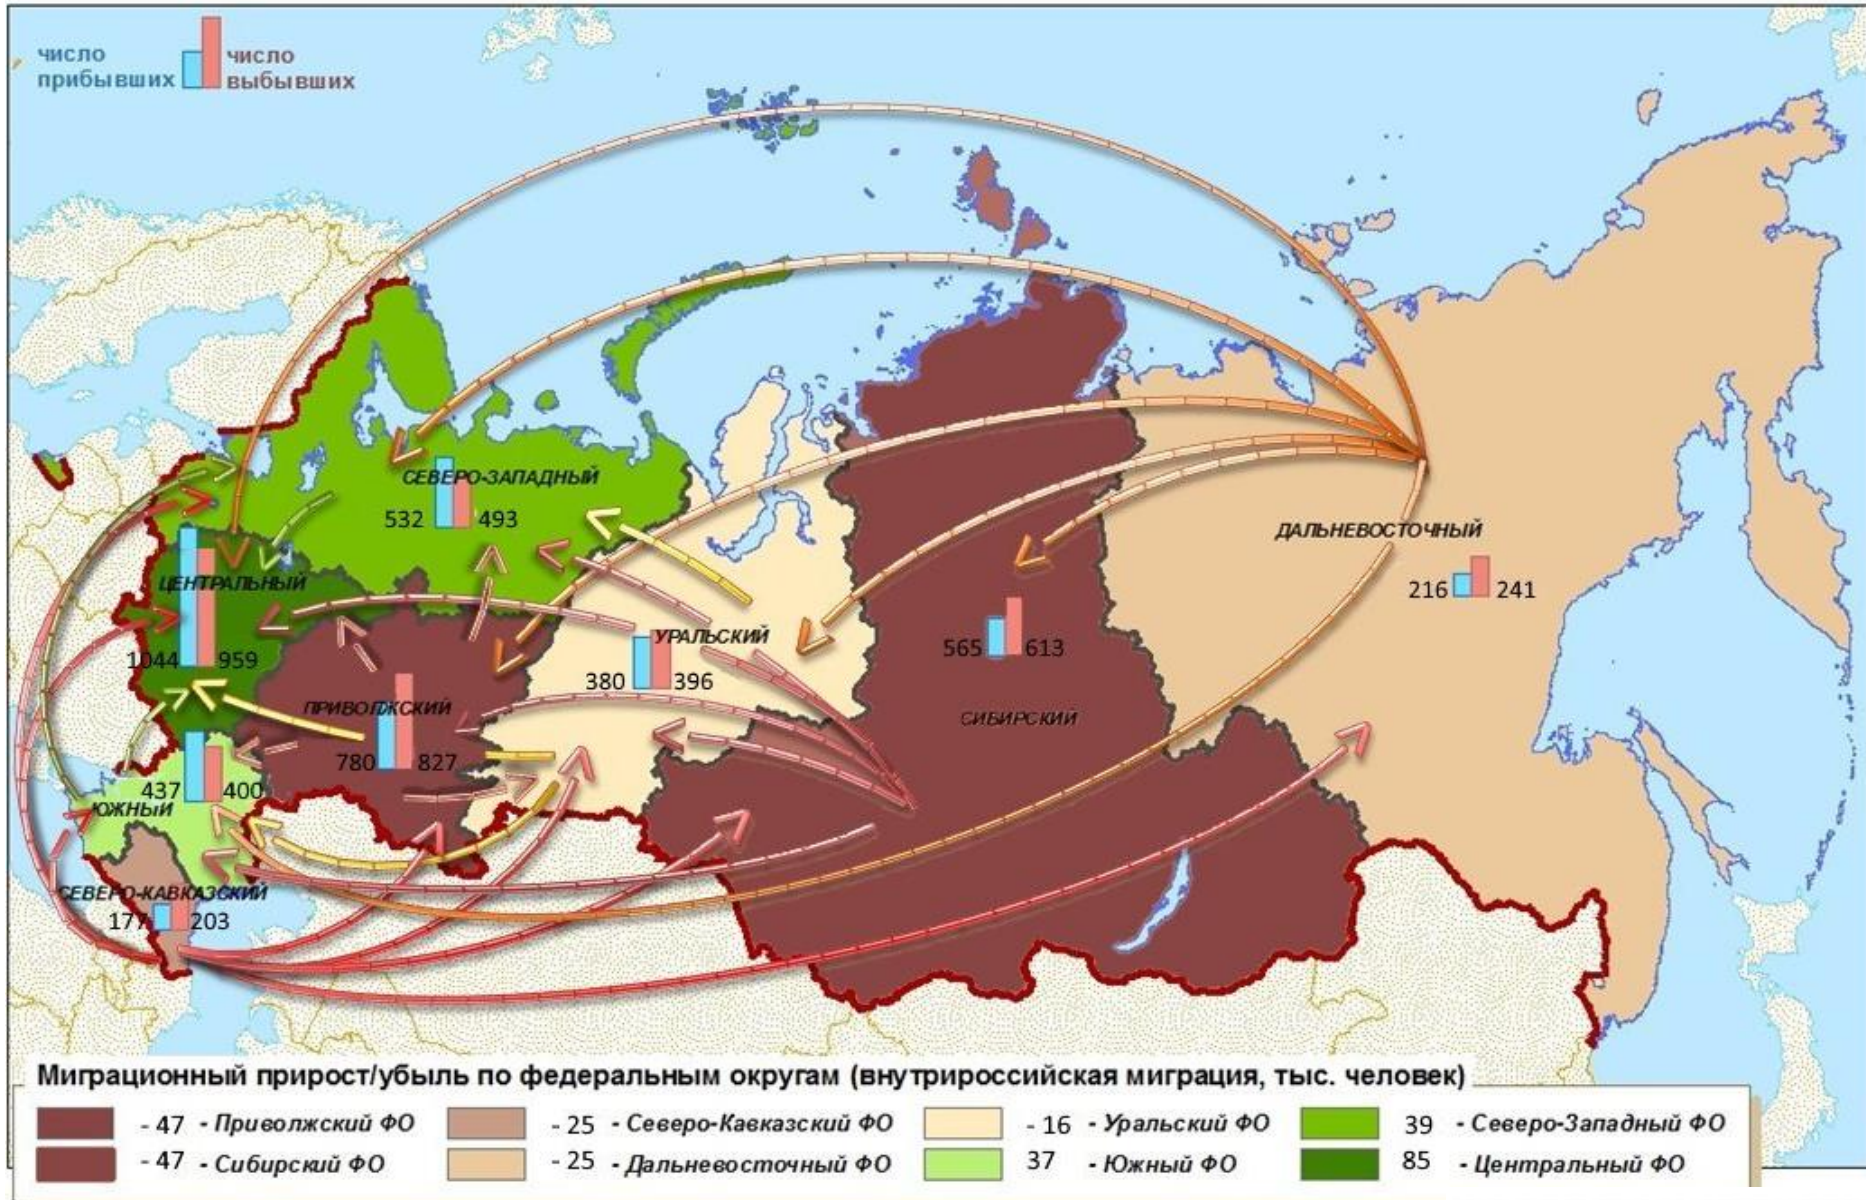 число
прибывших
число
выбывших
СЕВЕРО-ЗАПАДНЫЙ
532 493
ДАЛЬНЕВОСТОЧНЫЙ
216 241
ЦЕНТРАЛЬНЫЙ
1044 959
УРАЛЬСКИЙ
380 396
565 613
СИБИРСКИЙ
ПРИВОЛЖСКИЙ
780 827
437 400
ЮЖНЫЙ
СЕВЕРО-КАВКАЗСКИЙ
177 203
Миграционный прирост/убыль по федеральным округам (внутрироссийская миграция, тыс. человек)
- 47 - Приволжский ФО - 25 - Северо-Кавказский ФО - 16 - Уральский ФО 39 - Северо-Западный ФО
- 47 - Сибирский ФО - 25 - Дальневосточный ФО 37 - Южный ФО 85 - Центральный ФО